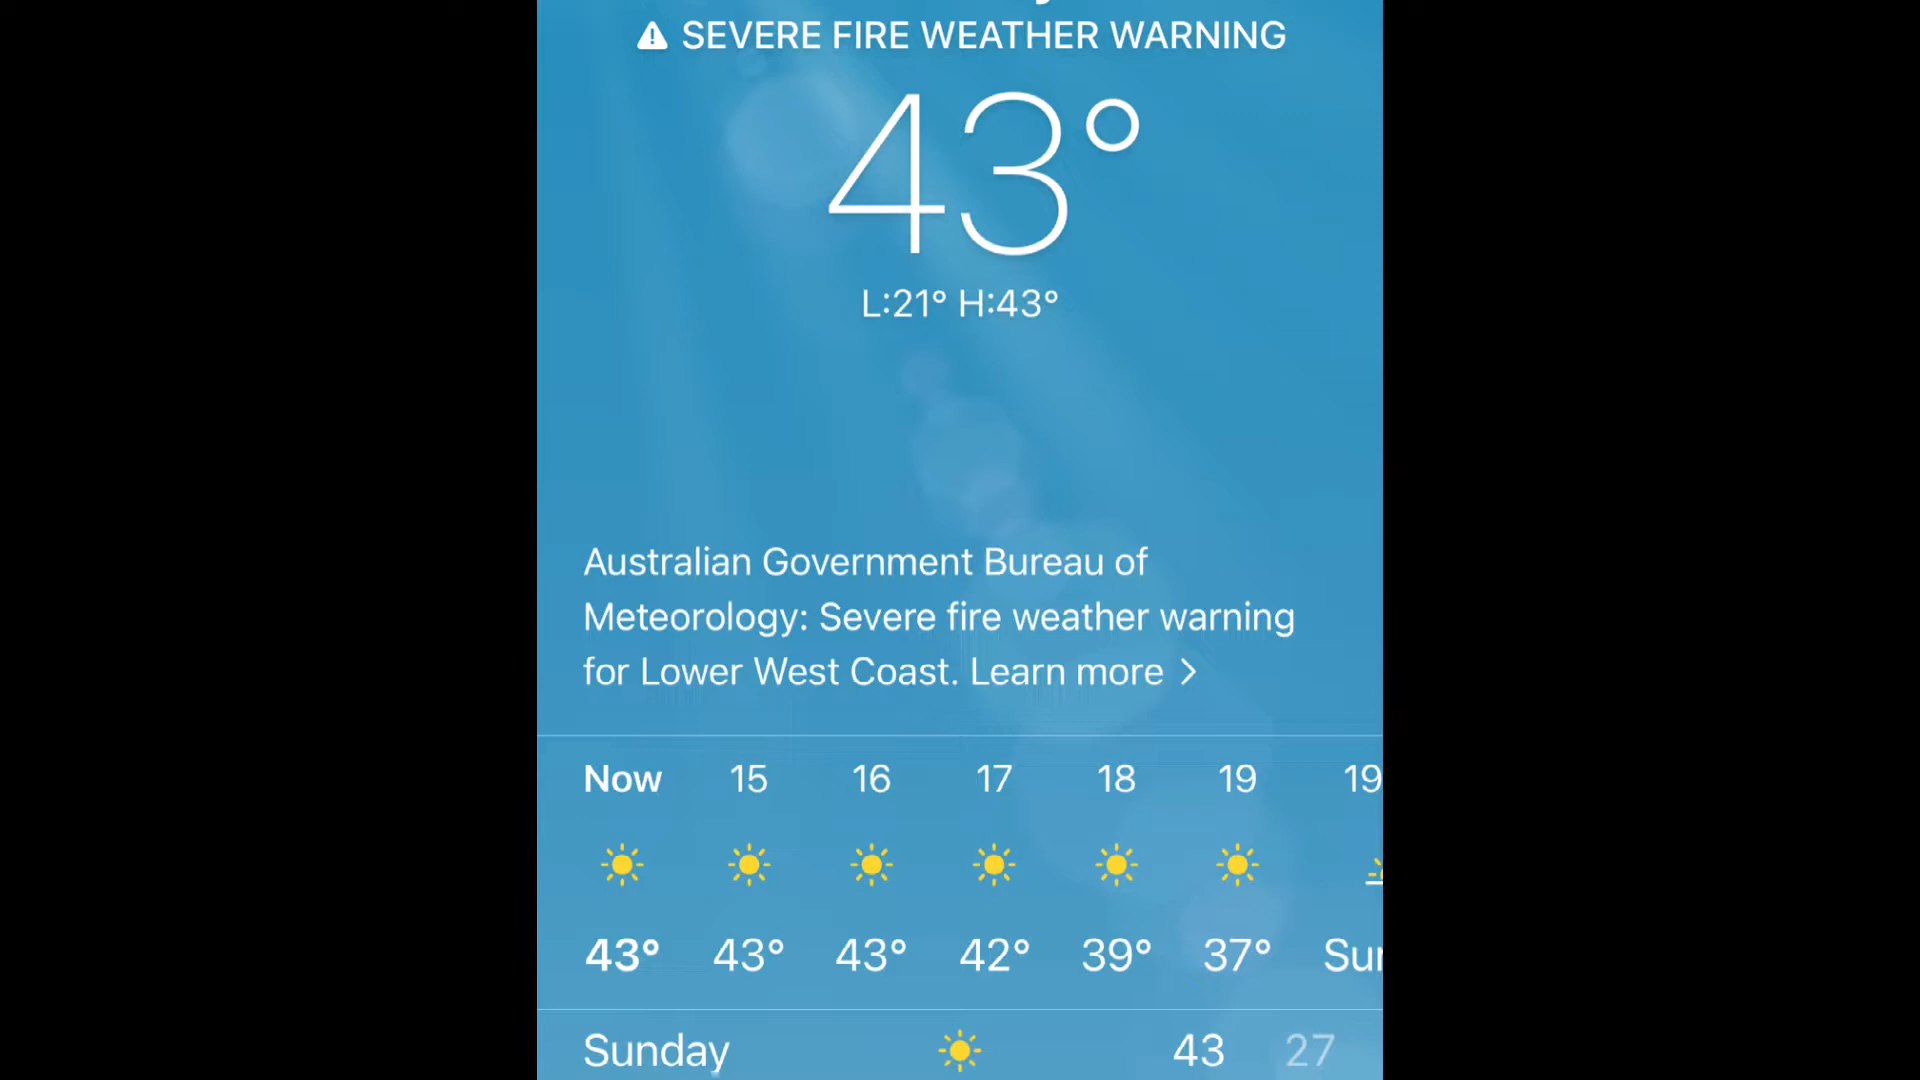 SEVERE FIRE WEATHER WARNING
43°
L:21° H:43°
Australian Government Bureau of
Meteorology: Severe fire weather warning
for Lower West Coast. Learn more >
Now 15 16 17 18 19 19
43° 43° 43° 42° 39° 37°
Sunday 43 27